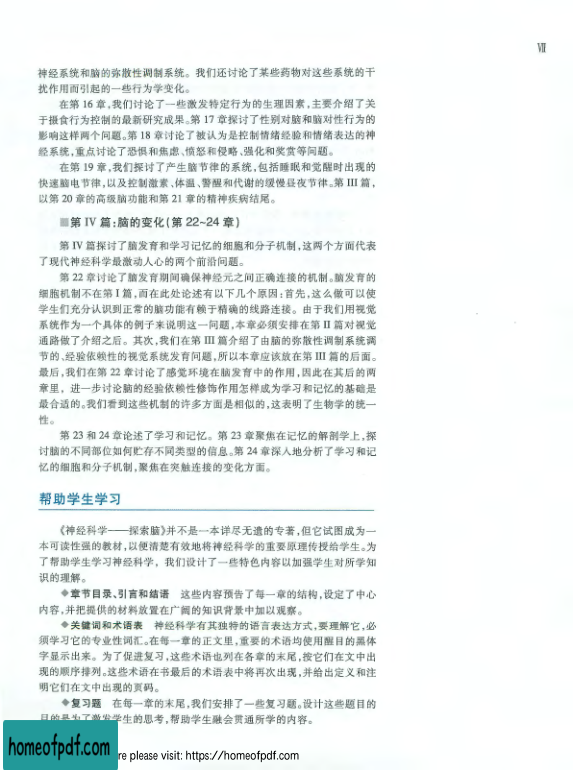 Ⅶ
神经系统和脑的弥散性调制系统。我们还讨论了某些药物对这些系统的干
扰作用而引起的一些行为学变化。
在第 16 章,我们讨论了一些激发特定行为的生理因素,主要介绍了关
于摄食行为控制的最新研究成果。第 17 章探讨了性别对脑和脑对性行为的
影响这样两个问题。第 18 章讨论了被认为是控制情绪经验和情绪表达的神
经系统,重点讨论了恐惧和焦虑、愤怒和侵略、强化和奖赏等问题。
在第 19 章,我们探讨了产生脑节律的系统,包括睡眠和觉醒时出现的
快速脑电节律,以及控制激素、体温、警醒和代谢的缓慢昼夜节律。第 Ⅲ 篇,
以第 20 章的高级脑功能和第 21 章的精神疾病结尾。
■第 Ⅳ 篇:脑的变化(第 22~24 章)
第 Ⅳ 篇探讨了脑发育和学习记忆的细胞和分子机制,这两个方面代表
了现代神经科学最激动人心的两个前沿问题。
第 22 章讨论了脑发育期间确保神经元之间正确连接的机制。脑发育的
细胞机制不在第 Ⅰ 篇,而在此处论述有以下几个原因:首先,这么做可以使
学生们充分认识到正常的脑功能有赖于精确的线路连接。由于我们用视觉
系统作为一个具体的例子来说明这一问题,本章必须安排在第 Ⅱ 篇对视觉
通路做了介绍之后。其次,我们在第 Ⅲ 篇介绍了由脑的弥散性调制系统调
节的、经验依赖性的视觉系统发育问题,所以本章应该放在第 Ⅲ 篇的后面。
最后,我们在第 22 章讨论了感觉环境在脑发育中的作用,因此在其后的两
章里,进一步讨论脑的经验依赖性修饰作用怎样成为学习和记忆的基础是
最合适的。我们看到这些机制的许多方面是相似的,这表明了生物学的统一
性。
第 23 和 24 章论述了学习和记忆。第 23 章聚焦在记忆的解剖学上,探
讨脑的不同部位如何贮存不同类型的信息。第 24 章深入地分析了学习和记
忆的细胞和分子机制,聚焦在突触连接的变化方面。
帮助学生学习
《神经科学——探索脑》并不是一本详尽无遗的专著,但它试图成为一
本可读性强的教材,以便清楚有效地将神经科学的重要原理传授给学生。为
了帮助学生学习神经科学,我们设计了一些特色内容以加强学生对所学知
识的理解。
◆章节目录、引言和结语 这些内容预告了每一章的结构,设定了中心
内容,并把提供的材料放置在广阔的知识背景中加以观察。
◆关键词和术语表 神经科学有其独特的语言表达方式,要理解它,必
须学习它的专业性词汇。在每一章的正文里,重要的术语均使用醒目的黑体
字显示出来。为了促进复习,这些术语也列在各章的末尾,按它们在文中出
现的顺序排列。这些术语在书最后的术语表中将再次出现,并给出定义和注
明它们在文中出现的页码。
◆复习题 在每一章的末尾,我们安排了一些复习题。设计这些题目的
目的是为了激发学生的思考,帮助学生融会贯通所学的内容。
homeofpdf.com
re please visit: https://homeofpdf.com